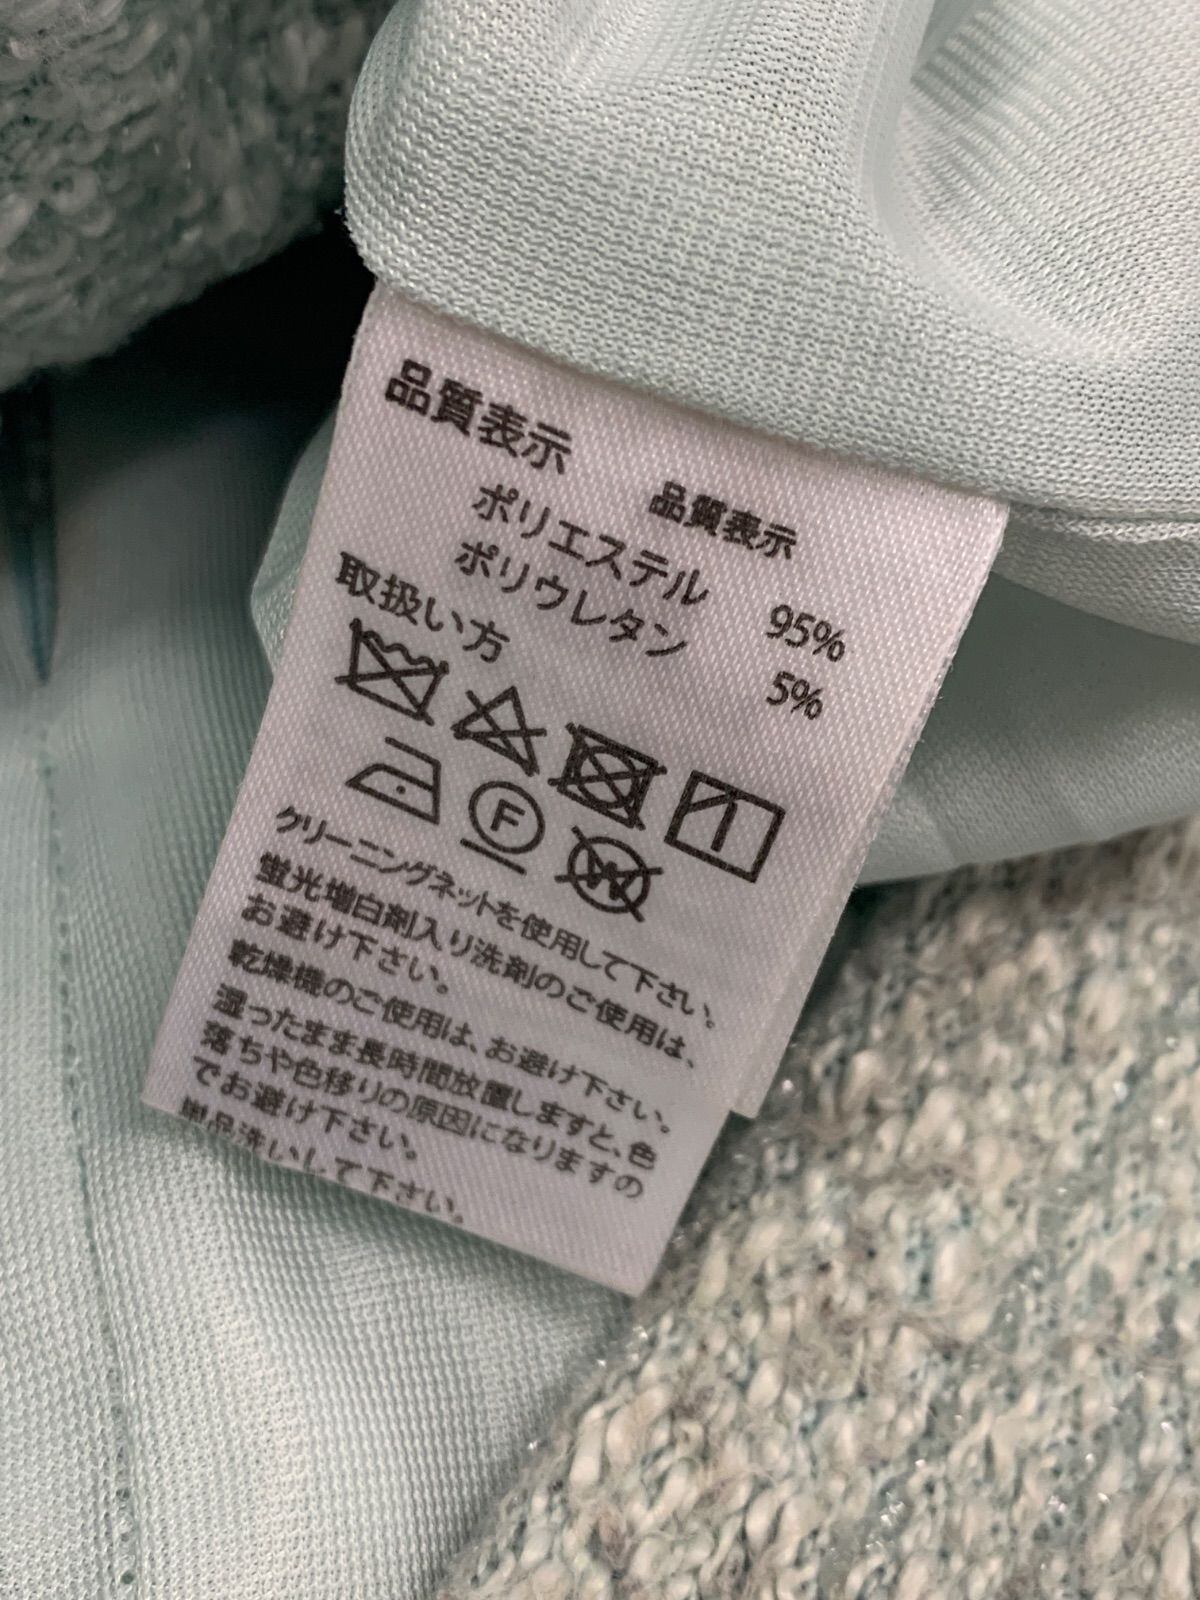 品質表示
品質表示
ポリエステル 95%
ポリウレタン 5%
取扱い方
F
W
クリーニングネットを使用して下さい。
蛍光増白剤入り洗剤のご使用は、
お避け下さい。
乾燥機のご使用は、お避け下さい。
湿ったまま長時間放置しますと、色
落ちや色移りの原因になりますの
でお避け下さい。
単品洗いして下さい。